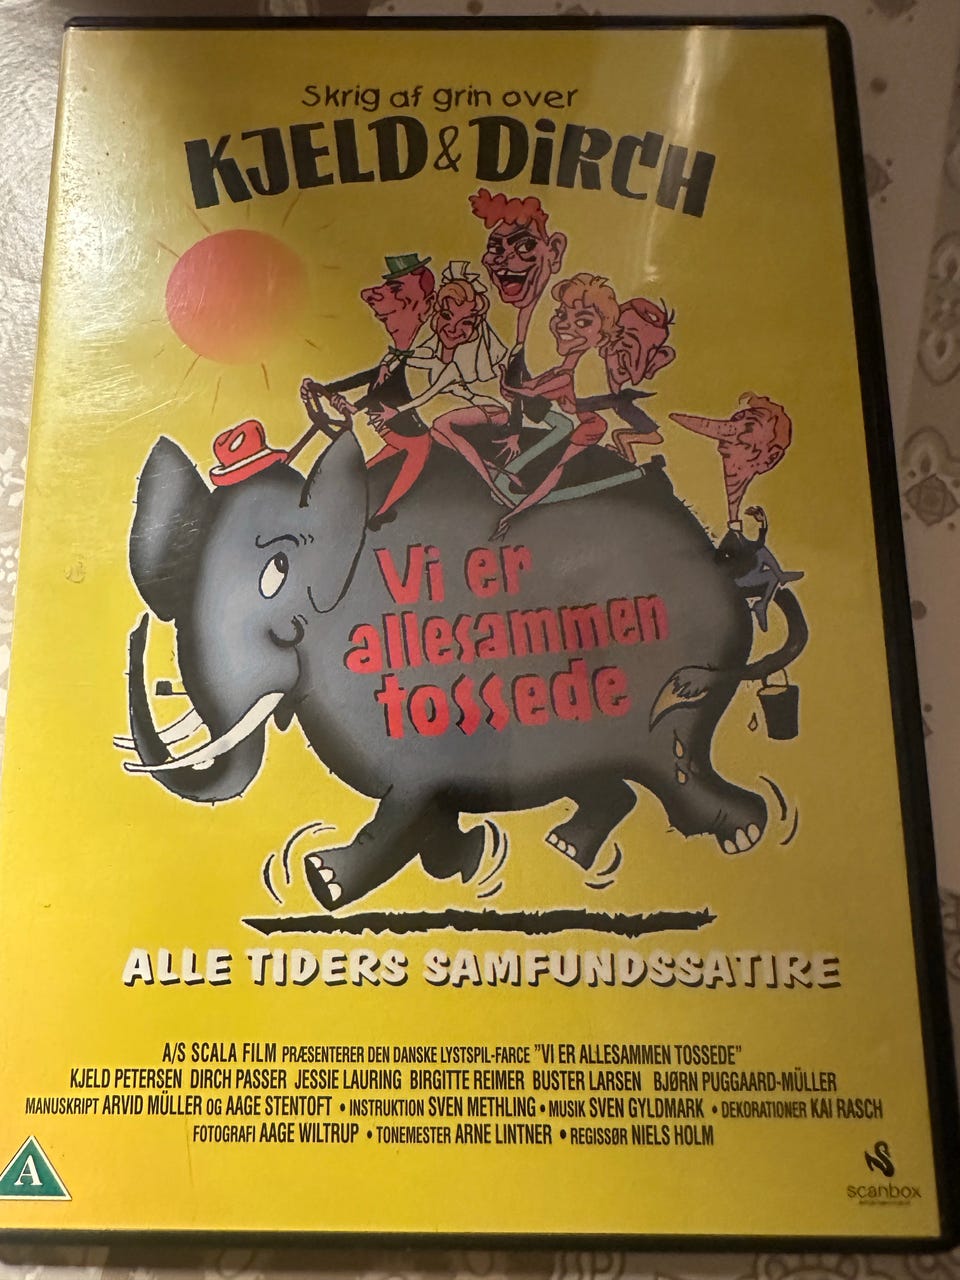 Skrig af grin over
KJELD & DiRCH
Vi er
allesammen
tossede
ALLE TIDERS SAMFUNDSSATIRE
A/S SCALA FILM PRÆSENTERER DEN DANSKE LYSTSPIL-FARCE "VI ER ALLESAMMEN TOSSEDE"
KJELD PETERSEN DIRCH PASSER JESSIE LAURING BIRGITTE REIMER BUSTER LARSEN BJØRN PUGGAARD-MÜLLER
MANUSKRIPT ARVID MÜLLER OG AAGE STENTOFT • INSTRUKTION SVEN METHLING • MUSIK SVEN GYLDMARK • DEKORATIONER KAI RASCH
FOTOGRAFI AAGE WILTRUP • TONEMESTER ARNE LINTNER • REGISSØR NIELS HOLM
A
scanbox
entertainment